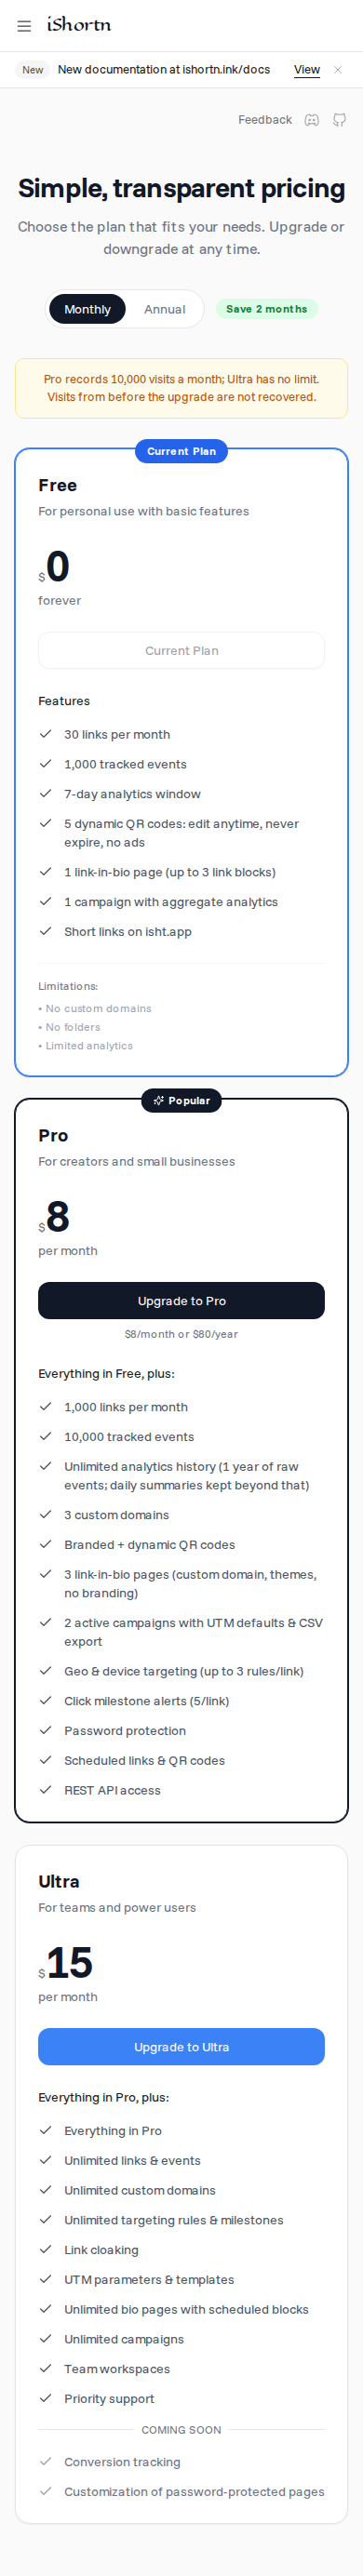 iShortn
New New documentation at ishortn.ink/docs View
Feedback
Simple, transparent pricing
Choose the plan that fits your needs. Upgrade or
downgrade at any time.
Monthly Annual Save 2 months
Pro records 10,000 visits a month; Ultra has no limit.
Visits from before the upgrade are not recovered.
Current Plan
Free
For personal use with basic features
$0
forever
Current Plan
Features
30 links per month
1,000 tracked events
7-day analytics window
5 dynamic QR codes: edit anytime, never
expire, no ads
1 link-in-bio page (up to 3 link blocks)
1 campaign with aggregate analytics
Short links on isht.app
Limitations:
• No custom domains
• No folders
• Limited analytics
Popular
Pro
For creators and small businesses
$8
per month
Upgrade to Pro
$8/month or $80/year
Everything in Free, plus:
1,000 links per month
10,000 tracked events
Unlimited analytics history (1 year of raw
events; daily summaries kept beyond that)
3 custom domains
Branded + dynamic QR codes
3 link-in-bio pages (custom domain, themes,
no branding)
2 active campaigns with UTM defaults & CSV
export
Geo & device targeting (up to 3 rules/link)
Click milestone alerts (5/link)
Password protection
Scheduled links & QR codes
REST API access
Ultra
For teams and power users
$15
per month
Upgrade to Ultra
Everything in Pro, plus:
Everything in Pro
Unlimited links & events
Unlimited custom domains
Unlimited targeting rules & milestones
Link cloaking
UTM parameters & templates
Unlimited bio pages with scheduled blocks
Unlimited campaigns
Team workspaces
Priority support
COMING SOON
Conversion tracking
Customization of password-protected pages